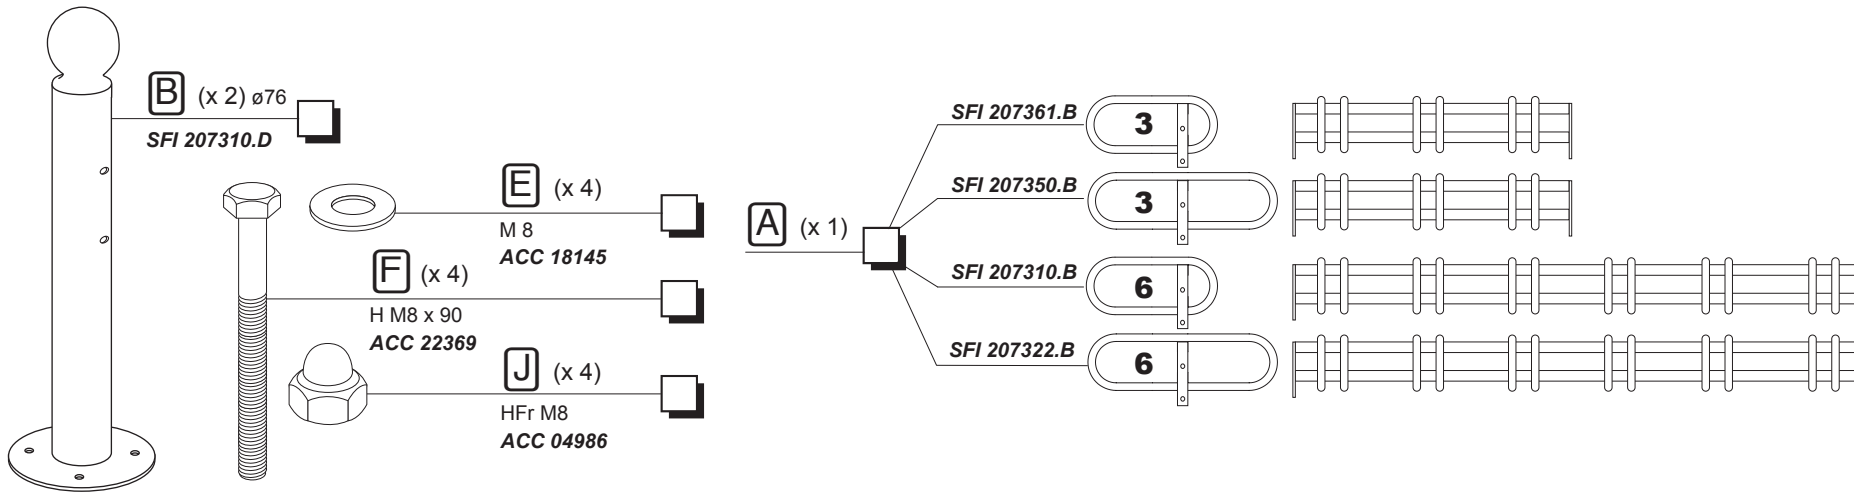 B (x 2) ø76
SFI 207310.D
E (x 4)
M 8
ACC 18145
F (x 4)
H M8 x 90
ACC 22369
J (x 4)
HFr M8
ACC 04986
A (x 1)
SFI 207361.B 3
SFI 207350.B 3
SFI 207310.B 6
SFI 207322.B 6